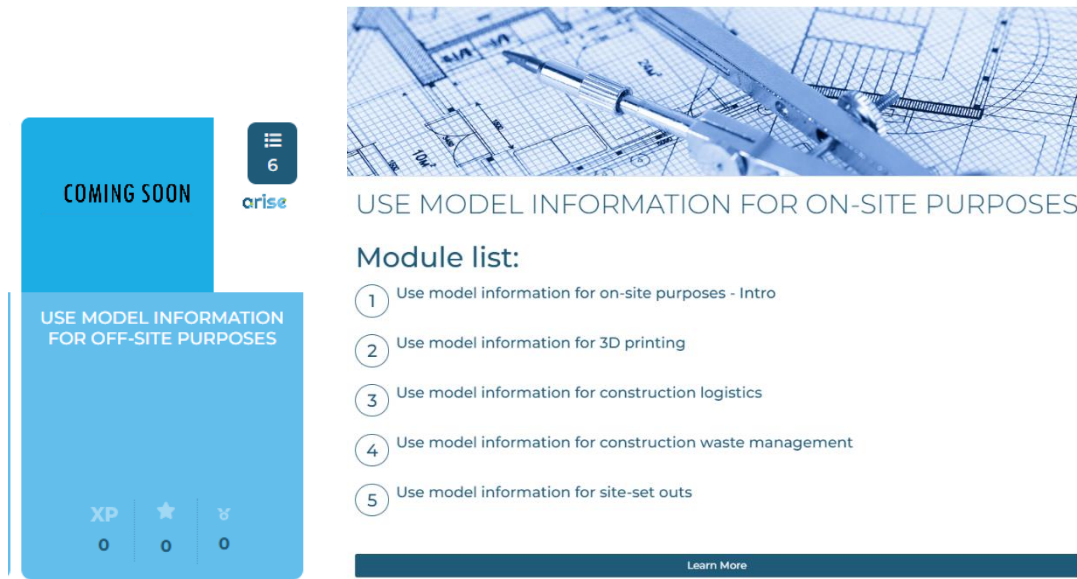 COMING SOON
6
arise
USE MODEL INFORMATION
FOR OFF-SITE PURPOSES
XP
0
0
0
24m²
10m²
USE MODEL INFORMATION FOR ON-SITE PURPOSES
Module list:
1 Use model information for on-site purposes - Intro
2 Use model information for 3D printing
3 Use model information for construction logistics
4 Use model information for construction waste management
5 Use model information for site-set outs
Learn More